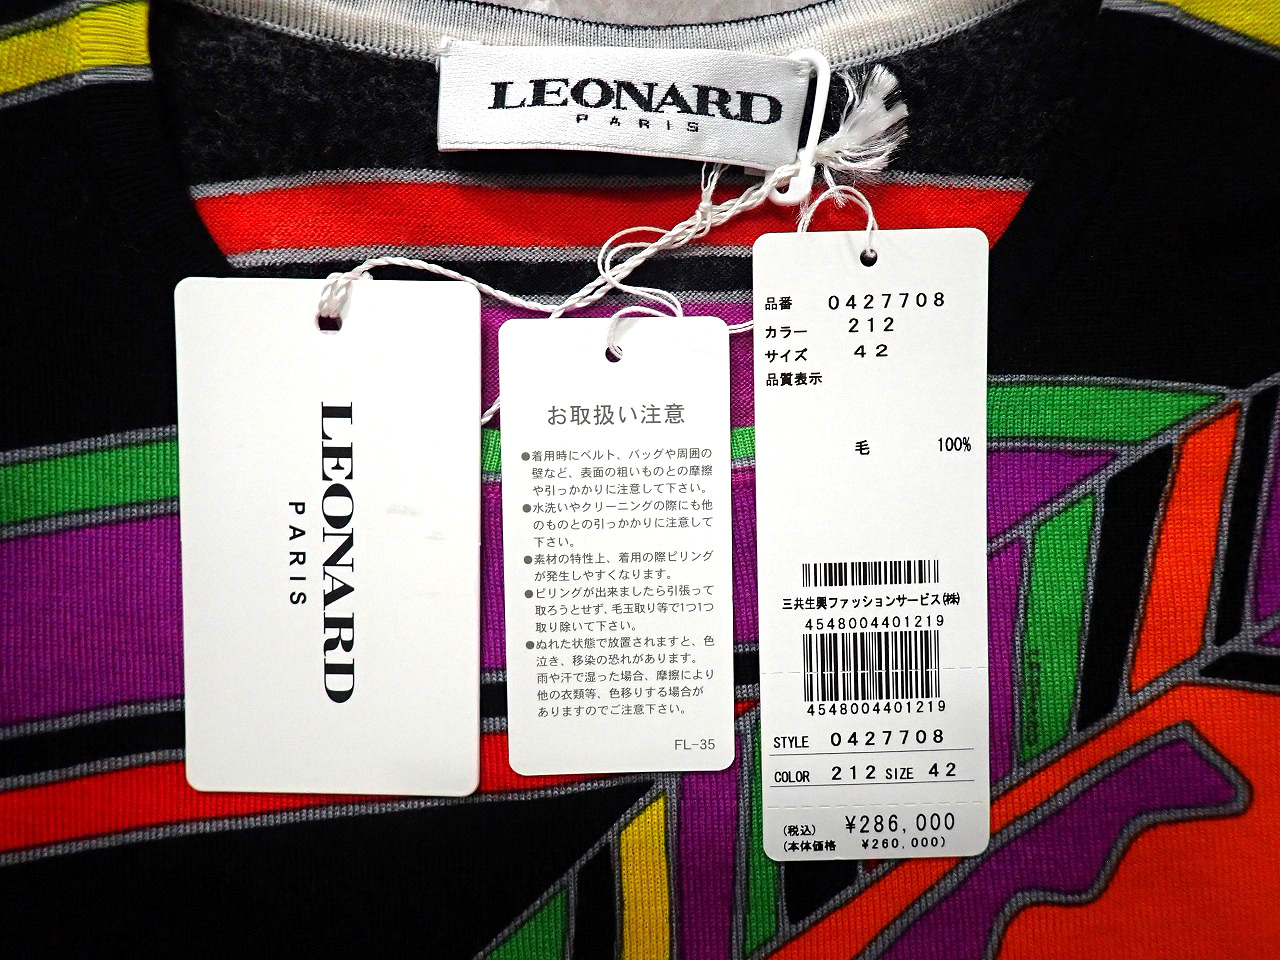 LEONARD
PARIS
LEONARD
PARIS
お取扱い注意
●着用時にベルト、バッグや周囲の
壁など、表面の粗いものとの摩擦
や引っかかりに注意して下さい。
●水洗いやクリーニングの際にも他
のものとの引っかかりに注意して
下さい。
●素材の特性上、着用の際ピリング
が発生しやすくなります。
●ピリングが出来ましたら引張って
取ろうとせず、毛玉取り等で1つ1つ
取り除いて下さい。
●ぬれた状態で放置されますと、色
泣き、移染の恐れがあります。
雨や汗で湿った場合、摩擦により
他の衣類等、色移りする場合が
ありますのでご注意下さい。
FL-35
品番 0427708
カラー 212
サイズ 42
品質表示
毛 100%
三共生興ファッションサービス(株)
4548004401219
4548004401219
STYLE 0427708
COLOR 212 SIZE 42
(税込) ¥286,000
(本体価格 ¥260,000)